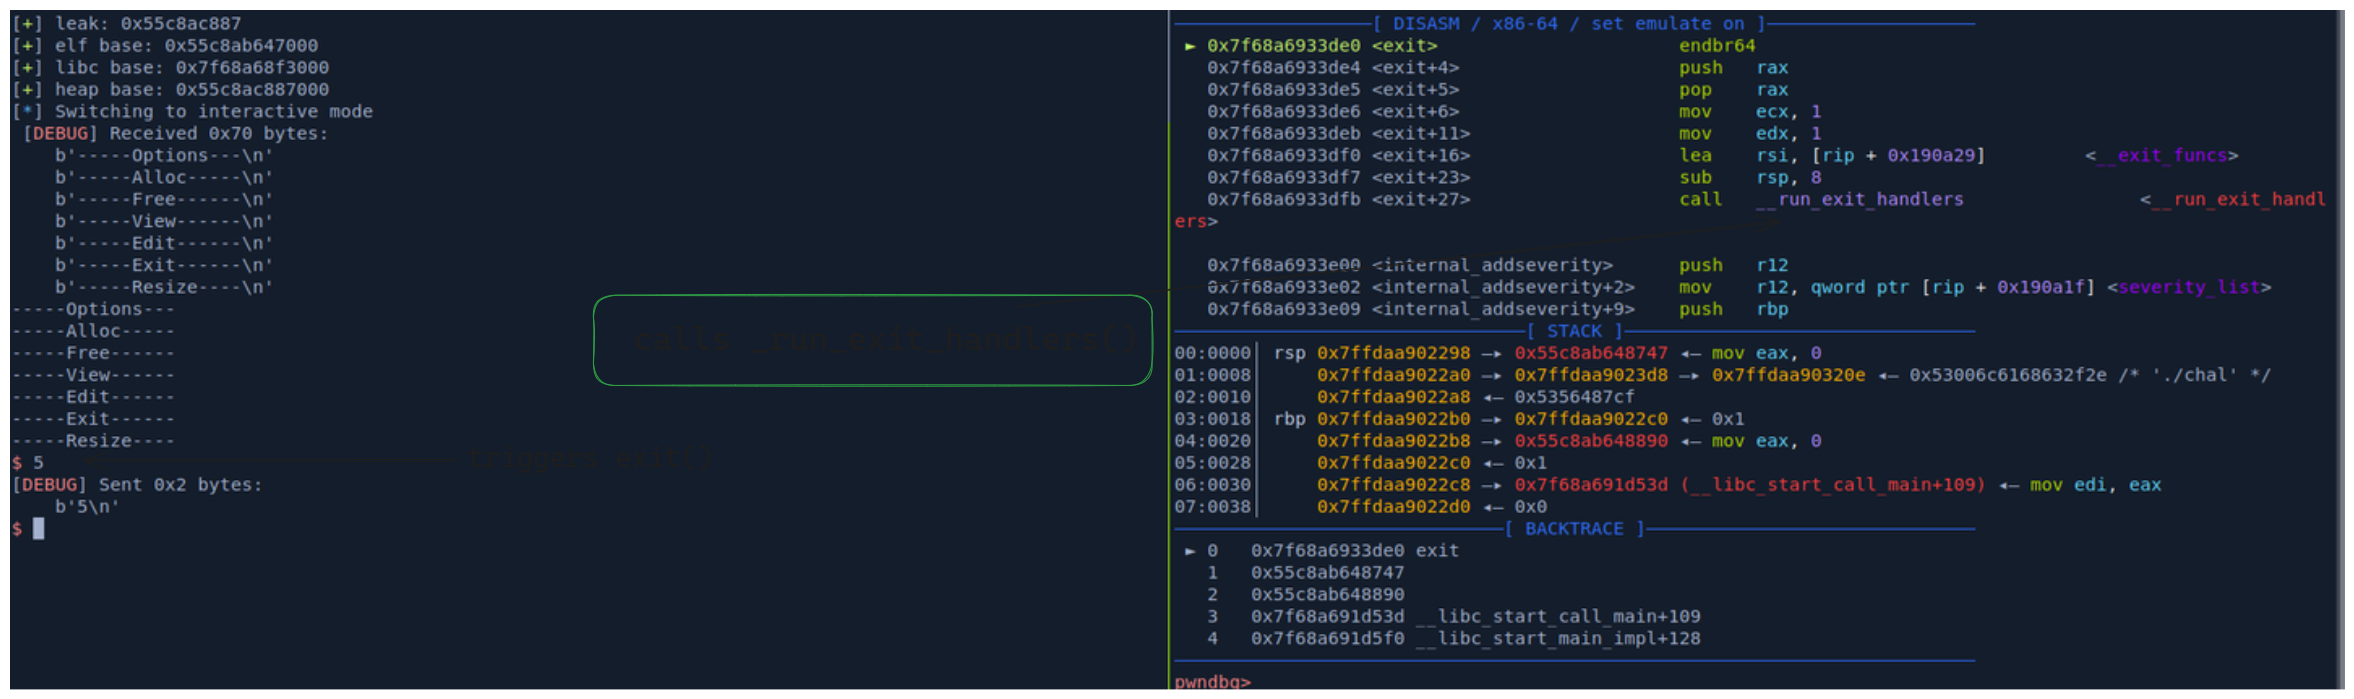 [+] leak: 0x55c8ac887
[+] elf base: 0x55c8ab647000
[+] libc base: 0x7f68a68f3000
[+] heap base: 0x55c8ac887000
[*] Switching to interactive mode
[DEBUG] Received 0x70 bytes:
b'-----Options---\n'
b'-----Alloc-----\n'
b'-----Free------\n'
b'-----View------\n'
b'-----Edit------\n'
b'-----Exit------\n'
b'-----Resize----\n'
-----Options---
-----Alloc-----
-----Free------
-----View------
-----Edit------
-----Exit------
-----Resize----
$ 5
[DEBUG] Sent 0x2 bytes:
b'5\n'
$
calls _run_exit_handlers()
triggers exit()
[ DISASM / x86-64 / set emulate on ]
► 0x7f68a6933de0 <exit> endbr64
0x7f68a6933de4 <exit+4> push rax
0x7f68a6933de5 <exit+5> pop rax
0x7f68a6933de6 <exit+6> mov ecx, 1
0x7f68a6933deb <exit+11> mov edx, 1
0x7f68a6933df0 <exit+16> lea rsi, [rip + 0x190a29] <__exit_funcs>
0x7f68a6933df7 <exit+23> sub rsp, 8
0x7f68a6933dfb <exit+27> call __run_exit_handlers <__run_exit_handl
ers>
0x7f68a6933e00 <internal_addseverity> push r12
0x7f68a6933e02 <internal_addseverity+2> mov r12, qword ptr [rip + 0x190a1f] <severity_list>
0x7f68a6933e09 <internal_addseverity+9> push rbp
[ STACK ]
00:0000│ rsp 0x7ffdaa902298 —▸ 0x55c8ab648747 ◂— mov eax, 0
01:0008│ 0x7ffdaa9022a0 —▸ 0x7ffdaa9023d8 —▸ 0x7ffdaa90320e ◂— 0x53006c6168632f2e /* './chal' */
02:0010│ 0x7ffdaa9022a8 ◂— 0x5356487cf
03:0018│ rbp 0x7ffdaa9022b0 —▸ 0x7ffdaa9022c0 ◂— 0x1
04:0020│ 0x7ffdaa9022b8 —▸ 0x55c8ab648890 ◂— mov eax, 0
05:0028│ 0x7ffdaa9022c0 ◂— 0x1
06:0030│ 0x7ffdaa9022c8 —▸ 0x7f68a691d53d (__libc_start_call_main+109) ◂— mov edi, eax
07:0038│ 0x7ffdaa9022d0 ◂— 0x0
[ BACKTRACE ]
► 0 0x7f68a6933de0 exit
1 0x55c8ab648747
2 0x55c8ab648890
3 0x7f68a691d53d __libc_start_call_main+109
4 0x7f68a691d5f0 __libc_start_main_impl+128
pwndbg>